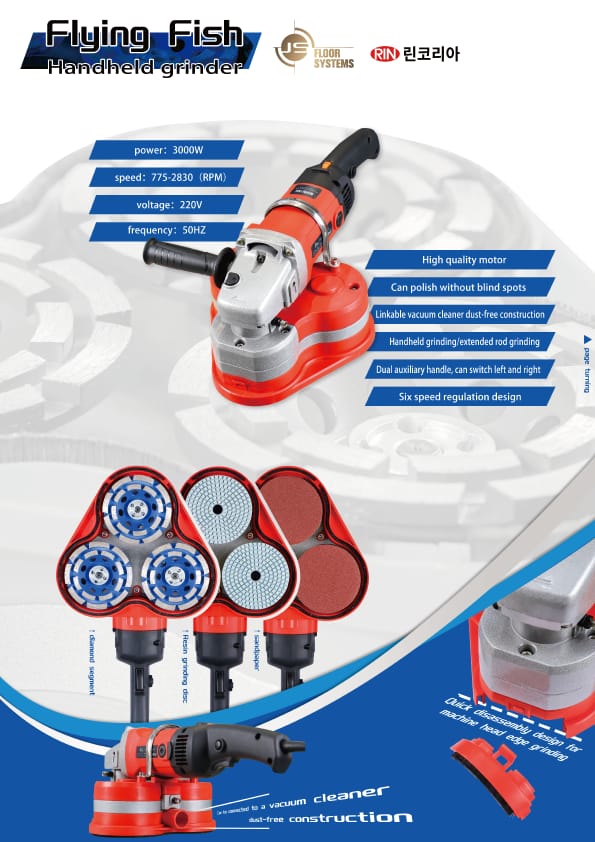 Flying Fish
Handheld grinder
JS
FLOOR
SYSTEMS
RIN 린코리아
power: 3000W
speed: 775-2830（RPM）
voltage: 220V
frequency: 50HZ
High quality motor
Can polish without blind spots
Linkable vacuum cleaner dust-free construction
Handheld grinding/extended rod grinding
Dual auxiliary handle, can switch left and right
Six speed regulation design
page turning
↑ diamond segment
↑ Resin grinding disc
↑ sandpaper
Quick disassembly design for
machine head edge grinding
Can be connected to a vacuum cleaner
dust-free construction